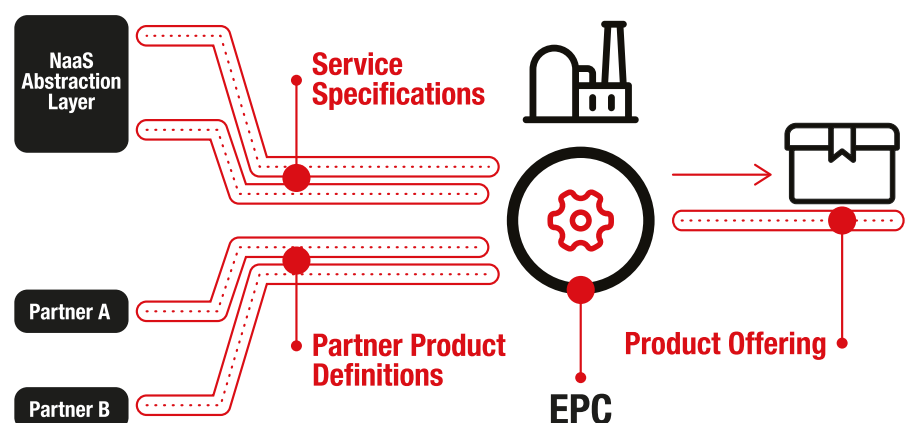 NaaS
Abstraction
Layer
Service
Specifications
Partner A
Partner Product
Definitions
Partner B
EPC
Product Offering